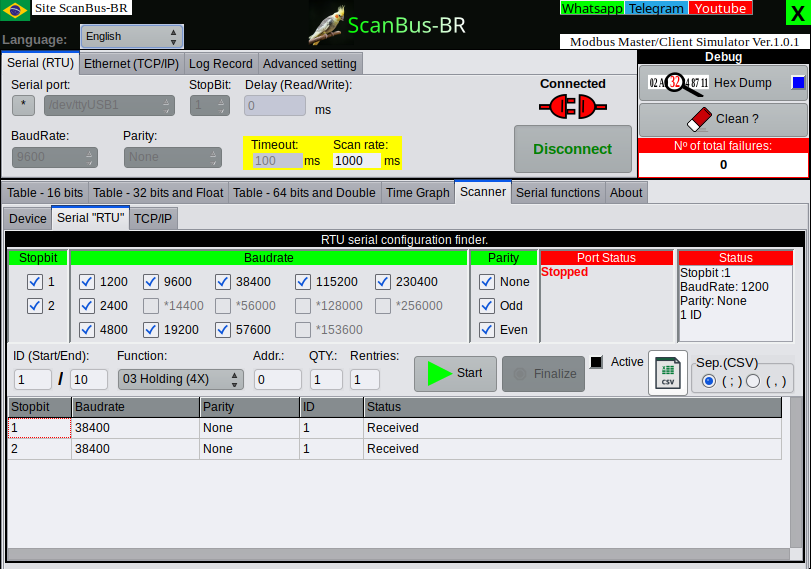 Site ScanBus-BR
Whatsapp Telegram Youtube
X
ScanBus-BR
Language: English
Modbus Master/Client Simulator Ver.1.0.1
Serial (RTU) Ethernet (TCP/IP) Log Record Advanced setting
Debug
Serial port: StopBit: Delay (Read/Write): Connected
* /dev/ttyUSB1 1 0 ms
Hex Dump
Clean ?
BaudRate: Parity: Timeout: Scan rate:
9600 None 100 ms 1000 ms
Disconnect
Nº of total failures:
0
Table - 16 bits Table - 32 bits and Float Table - 64 bits and Double Time Graph Scanner Serial functions About
Device Serial "RTU" TCP/IP
RTU serial configuration finder.
Stopbit Baudrate Parity Port Status Status
1 1200 9600 38400 115200 230400 None
2 2400 *14400 *56000 *128000 *256000 Odd
4800 19200 57600 *153600 Even
Stopped
Stopbit :1
BaudRate: 1200
Parity: None
1 ID
ID (Start/End): Function: Addr.: QTY.: Rentries:
1 / 10 03 Holding (4X) 0 1 1
Start Finalize Active
CSV
Sep.(CSV)
( ; ) ( , )
Stopbit Baudrate Parity ID Status
1 38400 None 1 Received
2 38400 None 1 Received